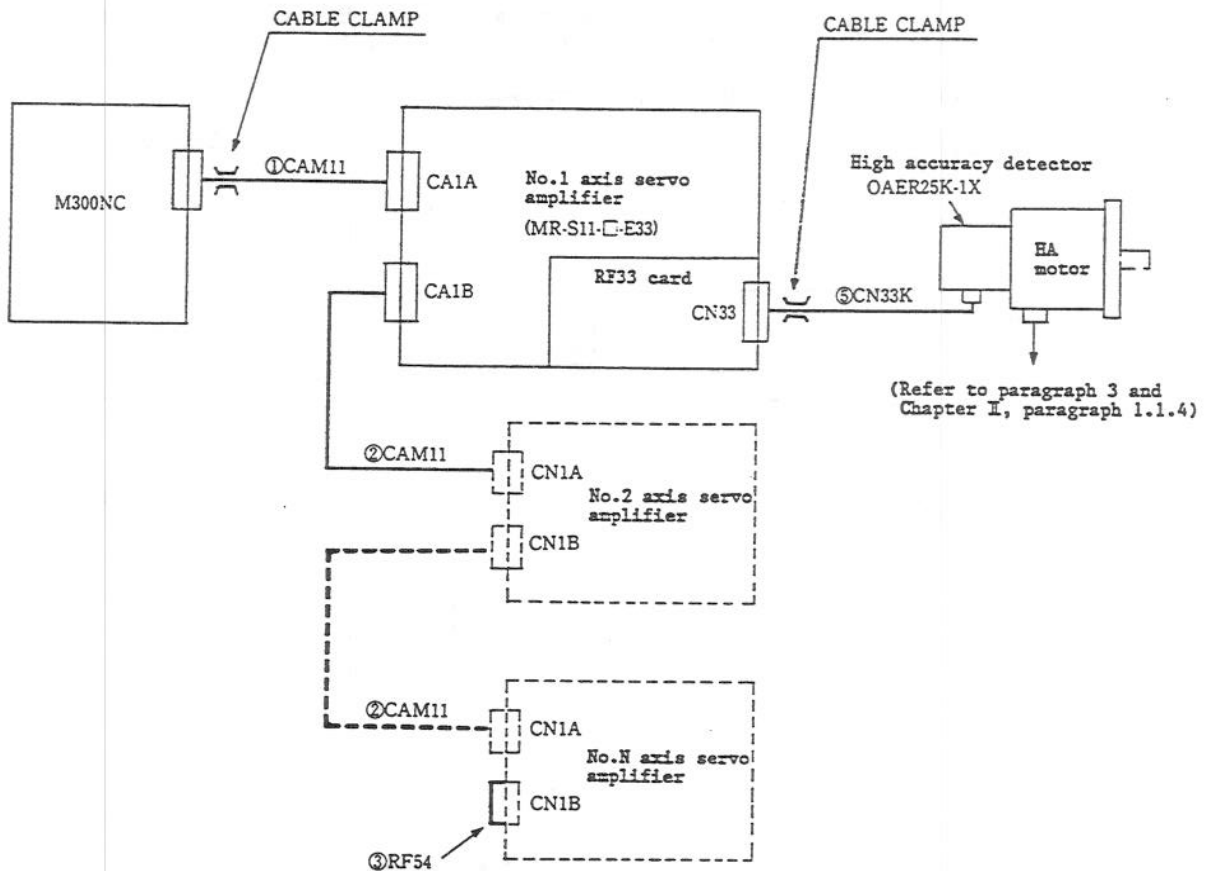 CABLE CLAMP
CABLE CLAMP
M300NC
①CAM11
CA1A
No.1 axis servo
amplifier
(MR-S11-□-E33)
High accuracy detector
OAER25K-1X
HA
motor
CA1B
RF33 card
CN33
⑤CN33K
(Refer to paragraph 3 and
Chapter II, paragraph 1.1.4)
②CAM11
CN1A
No.2 axis servo
amplifier
CN1B
②CAM11
CN1A
No.N axis servo
amplifier
CN1B
③RF54